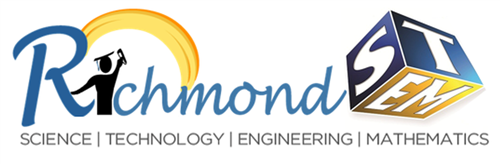 Richmond STEM
SCIENCE | TECHNOLOGY | ENGINEERING | MATHEMATICS